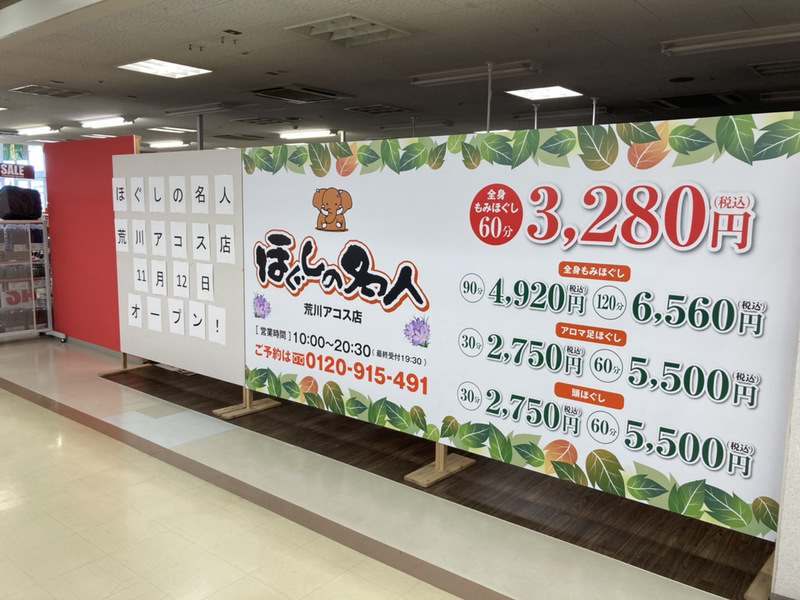 SALE
ほぐしの名人
荒川アコス店
11月12日
オープン！
ほぐしの名人
荒川アコス店
[営業時間] 10:00～20:30(最終受付19:30)
ご予約は 0120-915-491
全身
もみほぐし
60分
3,280円(税込)
全身もみほぐし
90分 4,920円(税込) 120分 6,560円(税込)
アロマ足ほぐし
30分 2,750円(税込) 60分 5,500円(税込)
頭ほぐし
30分 2,750円(税込) 60分 5,500円(税込)